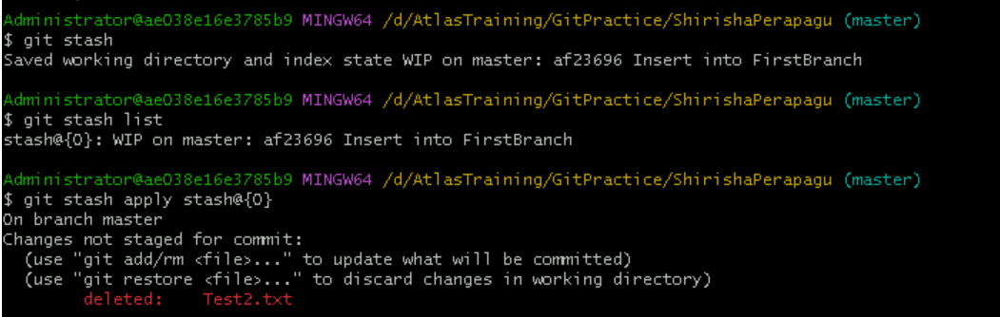 Administrator@ae038e16e3785b9 MINGW64 /d/AtlasTraining/GitPractice/ShirishaPerapagu (master)
$ git stash
Saved working directory and index state WIP on master: af23696 Insert into FirstBranch
Administrator@ae038e16e3785b9 MINGW64 /d/AtlasTraining/GitPractice/ShirishaPerapagu (master)
$ git stash list
stash@{0}: WIP on master: af23696 Insert into FirstBranch
Administrator@ae038e16e3785b9 MINGW64 /d/AtlasTraining/GitPractice/ShirishaPerapagu (master)
$ git stash apply stash@{0}
On branch master
Changes not staged for commit:
  (use "git add/rm <file>..." to update what will be committed)
  (use "git restore <file>..." to discard changes in working directory)
        deleted:    Test2.txt